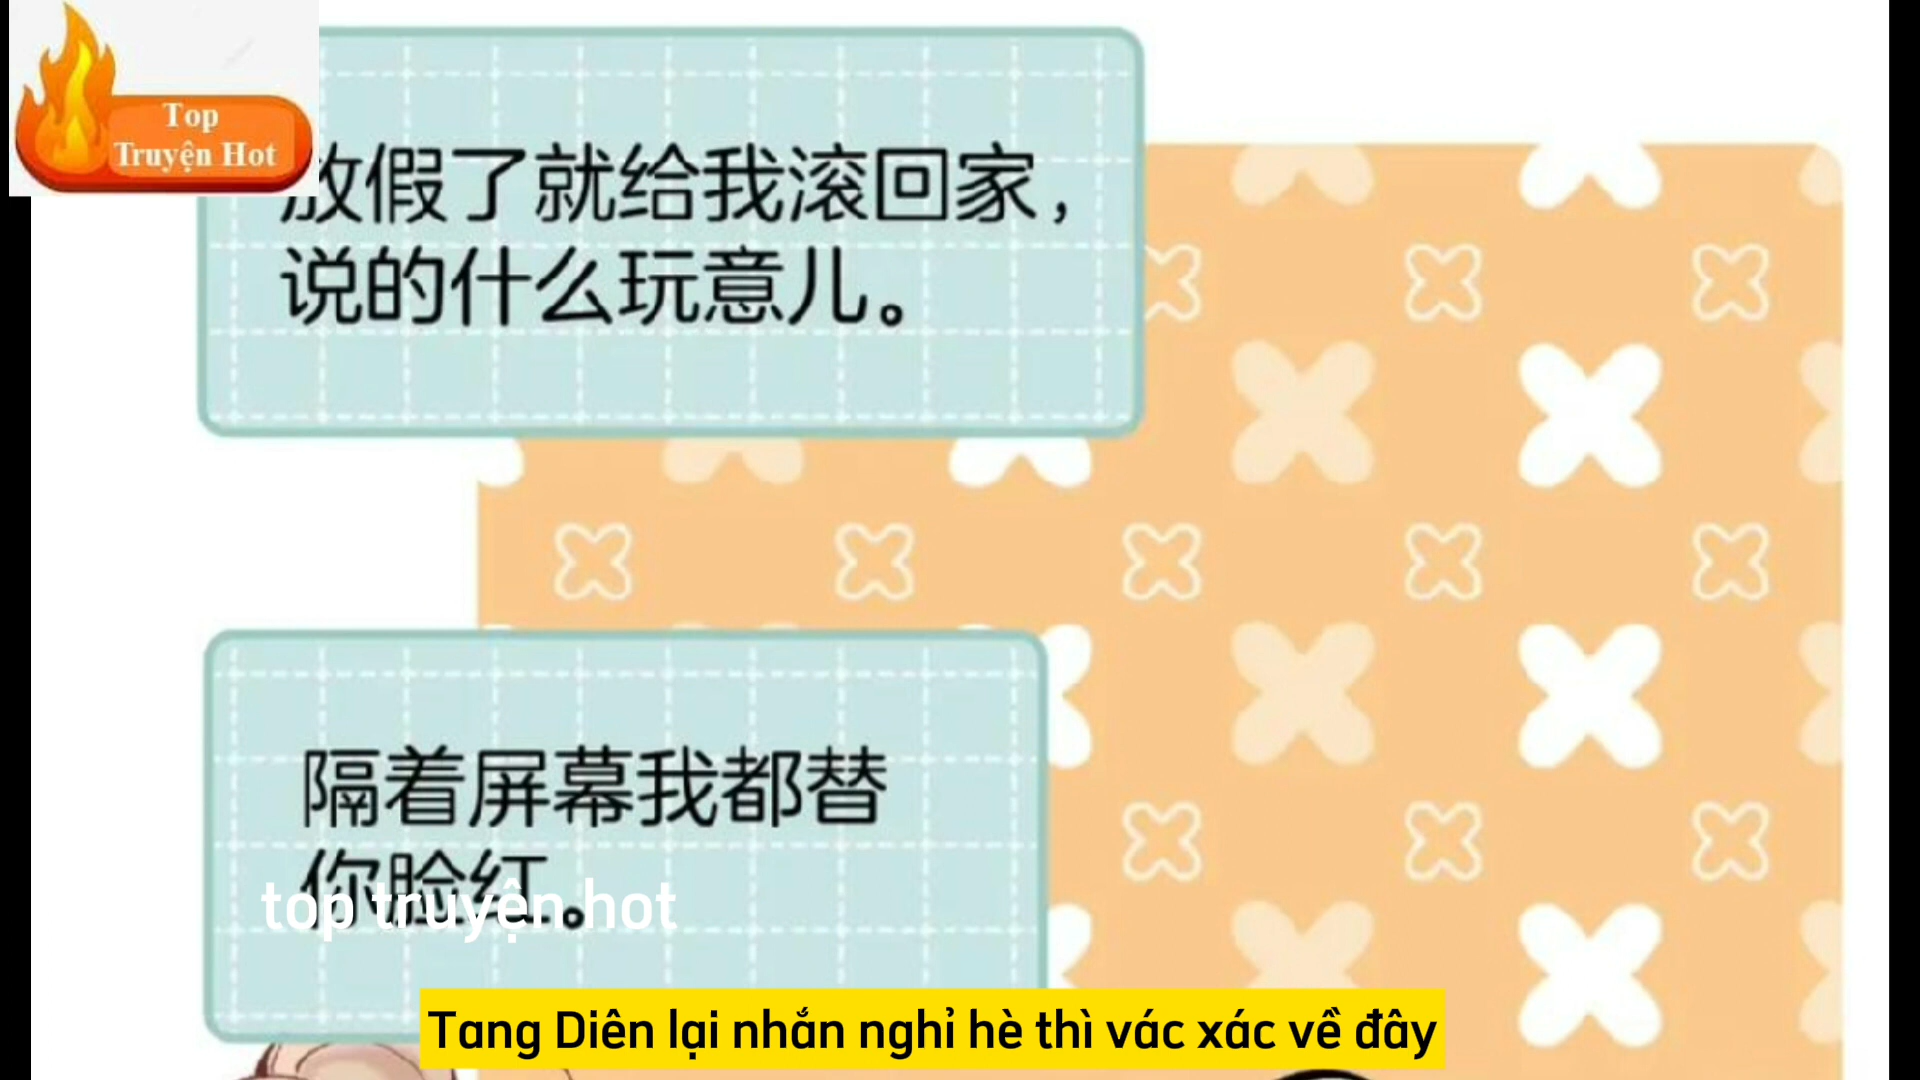 Top
Truyện Hot
放假了就给我滚回家，
说的什么玩意儿。
隔着屏幕我都替
你脸红。
top truyện hot
Tang Diên lại nhắn nghỉ hè thì vác xác về đây